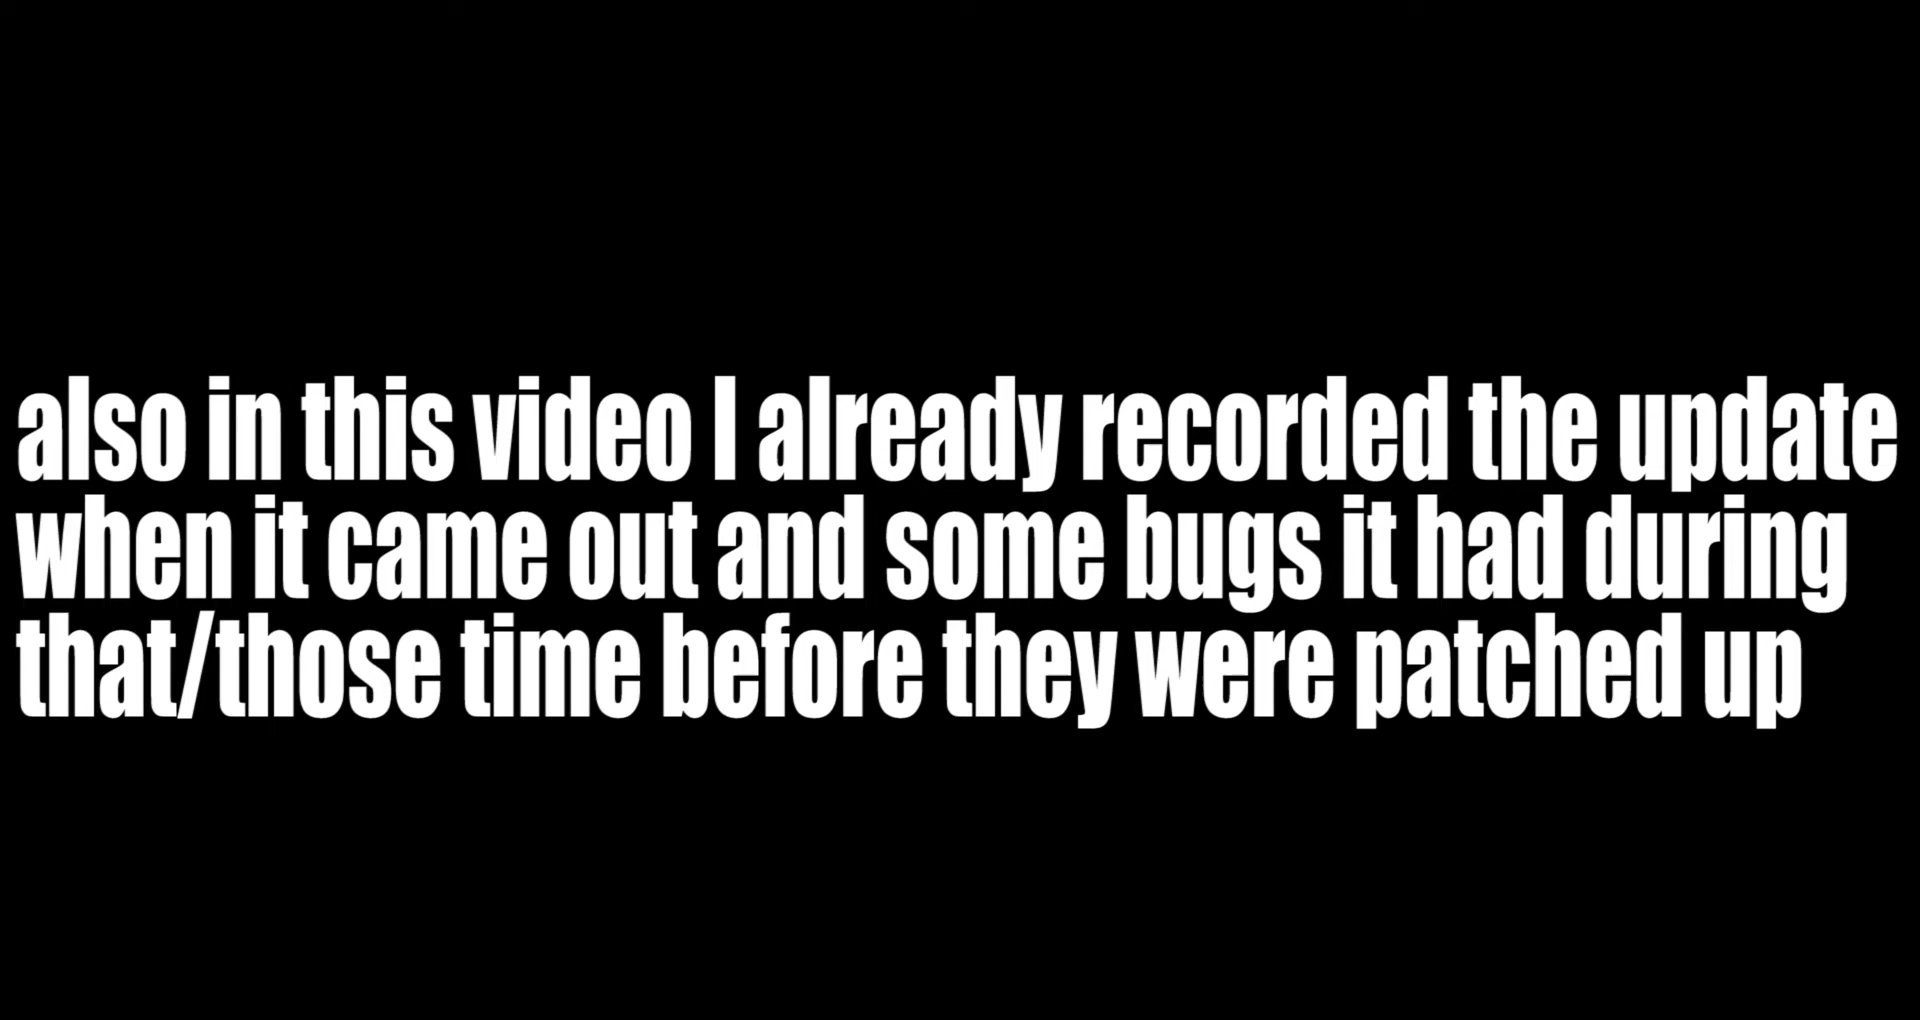 also in this video I already recorded the update
when it came out and some bugs it had during
that/those time before they were patched up